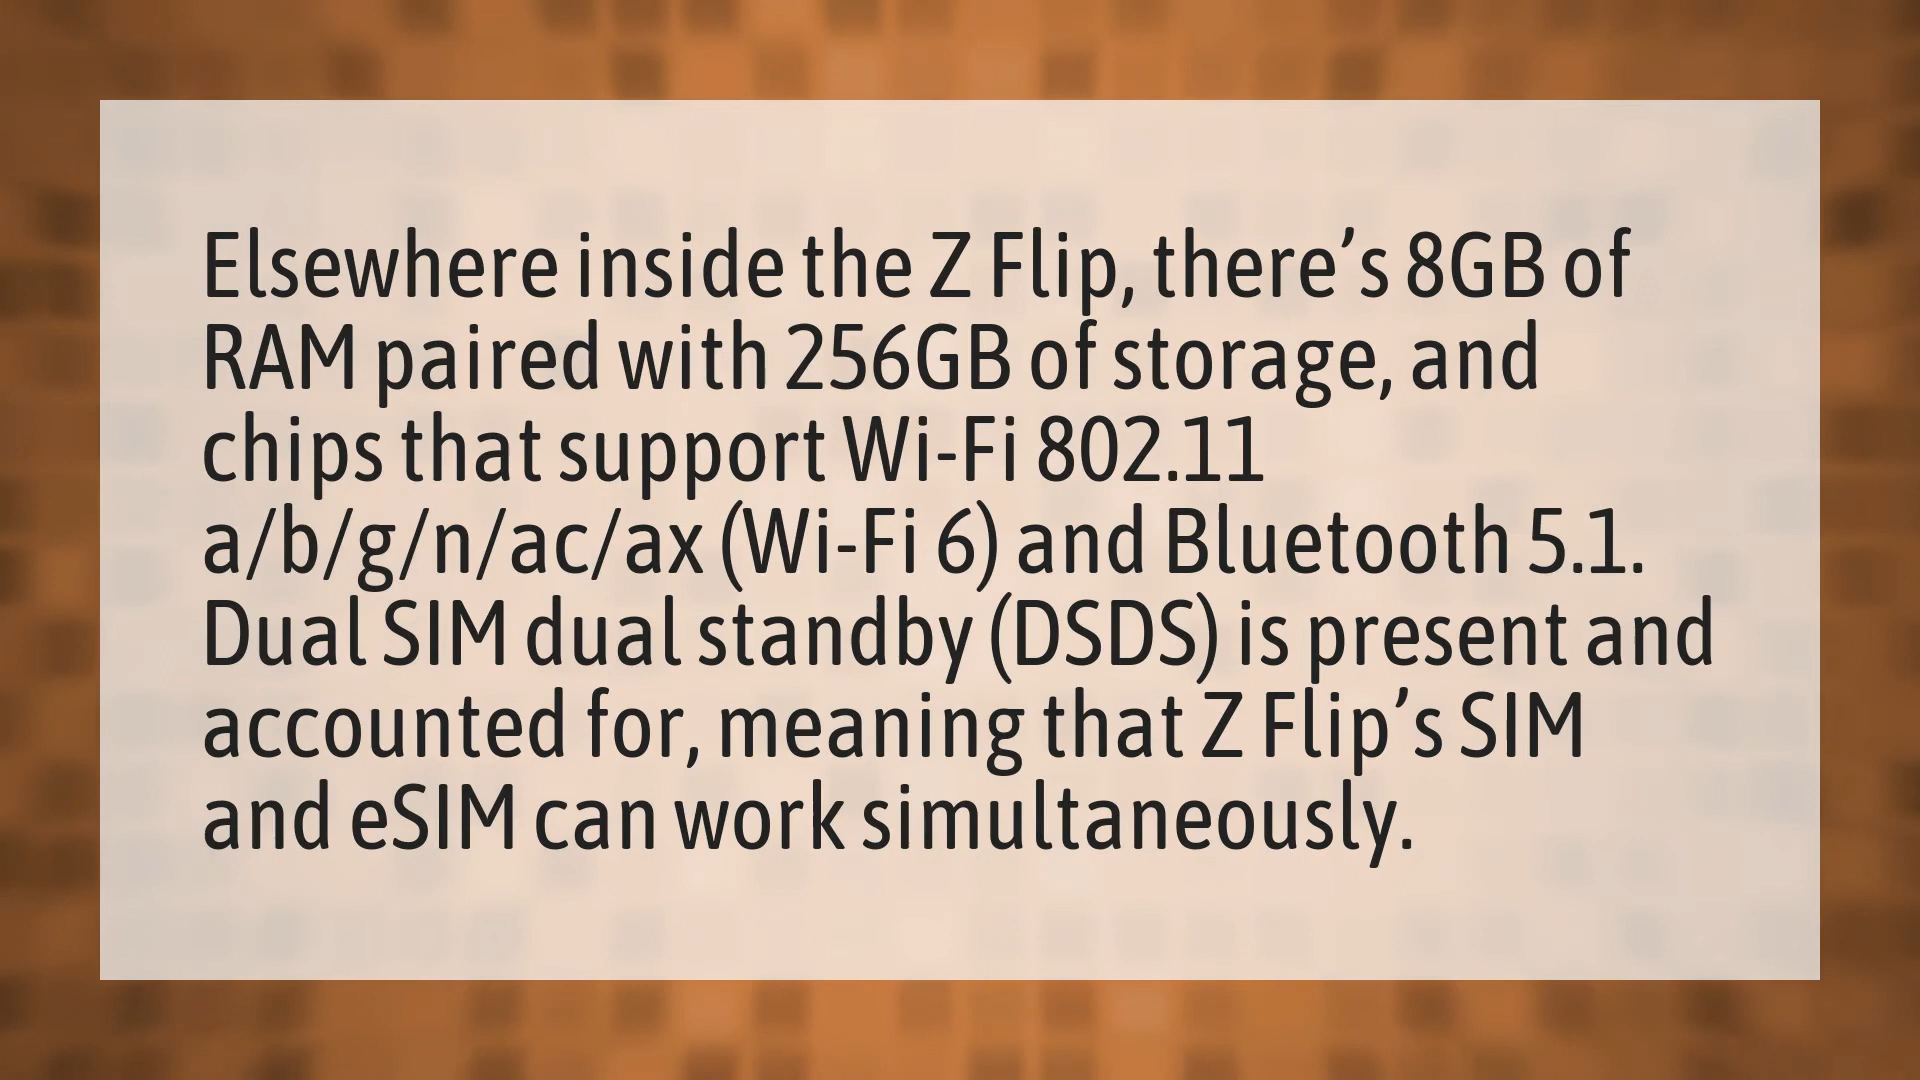 Elsewhere inside the Z Flip, there’s 8GB of
RAM paired with 256GB of storage, and
chips that support Wi-Fi 802.11
a/b/g/n/ac/ax (Wi-Fi 6) and Bluetooth 5.1.
Dual SIM dual standby (DSDS) is present and
accounted for, meaning that Z Flip’s SIM
and eSIM can work simultaneously.